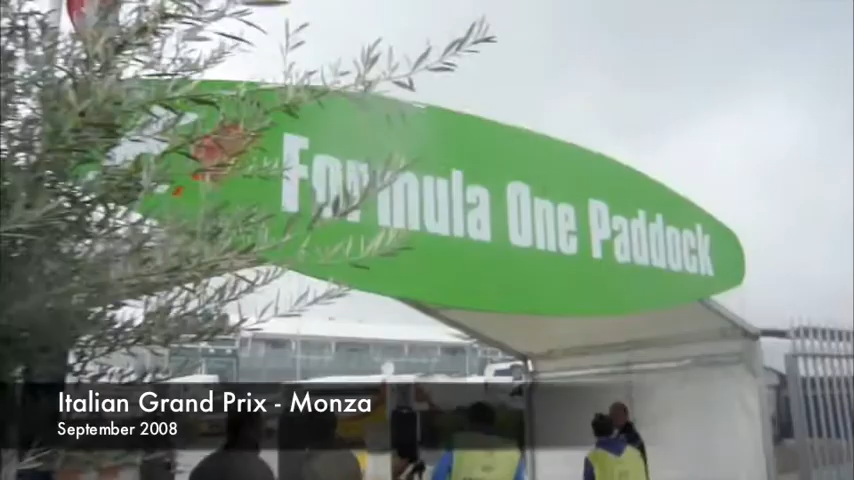 Formula One Paddock
Italian Grand Prix - Monza
September 2008